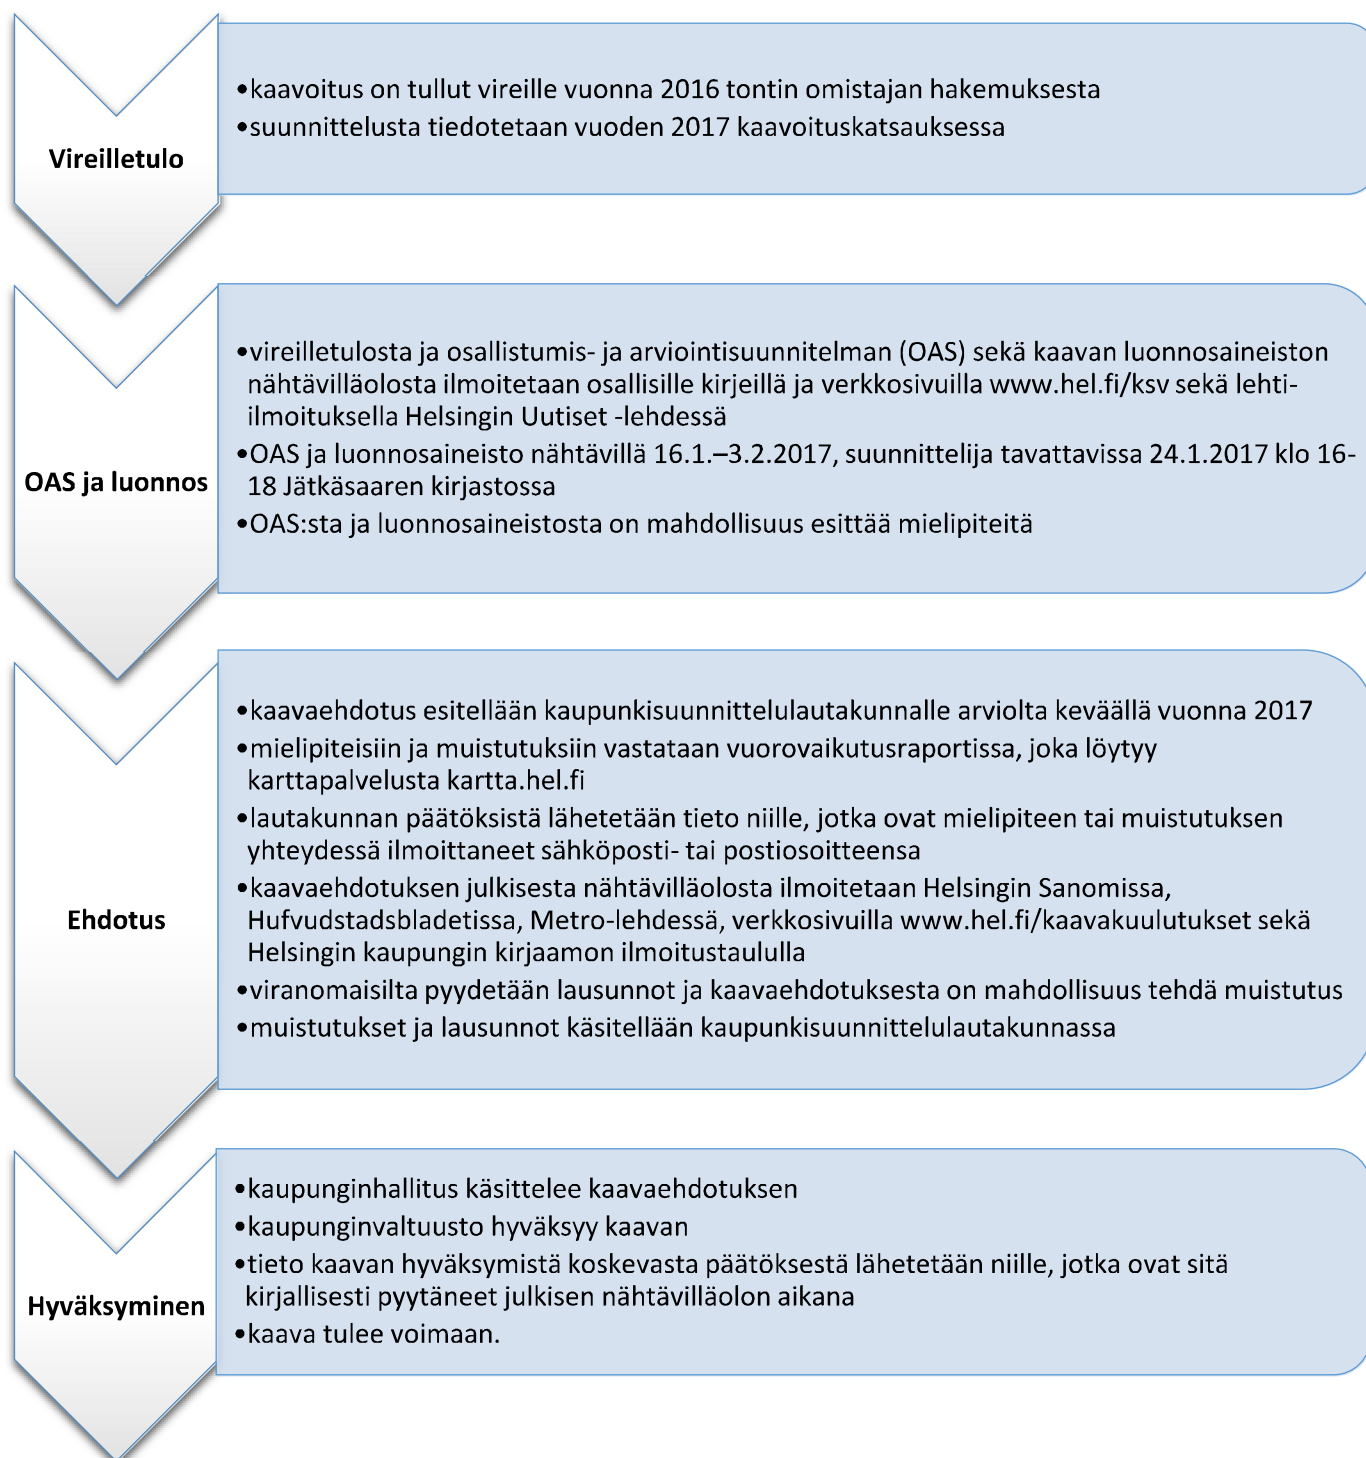 Vireilletulo
•kaavoitus on tullut vireille vuonna 2016 tontin omistajan hakemuksesta
•suunnittelusta tiedotetaan vuoden 2017 kaavoituskatsauksessa
OAS ja luonnos
•vireilletulosta ja osallistumis- ja arviointisuunnitelman (OAS) sekä kaavan luonnosaineiston
nähtävilläolosta ilmoitetaan osallisille kirjeillä ja verkkosivuilla www.hel.fi/ksv sekä lehti-
ilmoituksella Helsingin Uutiset -lehdessä
•OAS ja luonnosaineisto nähtävillä 16.1.–3.2.2017, suunnittelija tavattavissa 24.1.2017 klo 16-
18 Jätkäsaaren kirjastossa
•OAS:sta ja luonnosaineistosta on mahdollisuus esittää mielipiteitä
Ehdotus
•kaavaehdotus esitellään kaupunkisuunnittelulautakunnalle arviolta keväällä vuonna 2017
•mielipiteisiin ja muistutuksiin vastataan vuorovaikutusraportissa, joka löytyy
karttapalvelusta kartta.hel.fi
•lautakunnan päätöksistä lähetetään tieto niille, jotka ovat mielipiteen tai muistutuksen
yhteydessä ilmoittaneet sähköposti- tai postiosoitteensa
•kaavaehdotuksen julkisesta nähtävilläolosta ilmoitetaan Helsingin Sanomissa,
Hufvudstadsbladetissa, Metro-lehdessä, verkkosivuilla www.hel.fi/kaavakuulutukset sekä
Helsingin kaupungin kirjaamon ilmoitustaululla
•viranomaisilta pyydetään lausunnot ja kaavaehdotuksesta on mahdollisuus tehdä muistutus
•muistutukset ja lausunnot käsitellään kaupunkisuunnittelulautakunnassa
Hyväksyminen
•kaupunginhallitus käsittelee kaavaehdotuksen
•kaupunginvaltuusto hyväksyy kaavan
•tieto kaavan hyväksymistä koskevasta päätöksestä lähetetään niille, jotka ovat sitä
kirjallisesti pyytäneet julkisen nähtävilläolon aikana
•kaava tulee voimaan.